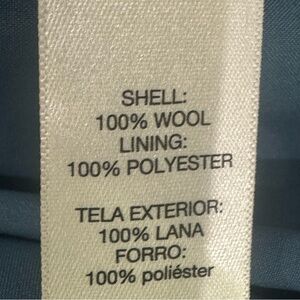 SHELL:
100% WOOL
LINING:
100% POLYESTER
TELA EXTERIOR:
100% LANA
FORRO:
100% poliéster